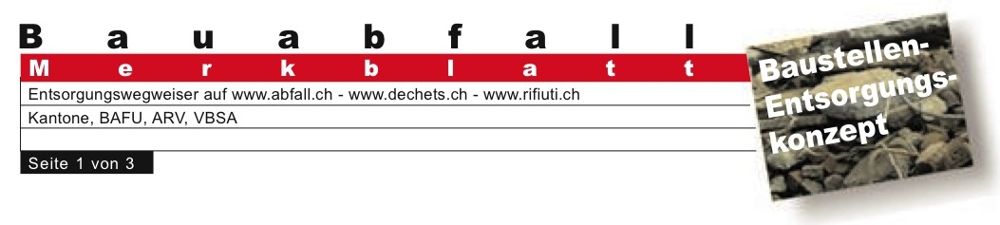 Bauabfall
Merkblatt
Entsorgungswegweiser auf www.abfall.ch - www.dechets.ch - www.rifiuti.ch
Kantone, BAFU, ARV, VBSA
Seite 1 von 3
Baustellen-
Entsorgungs-
konzept